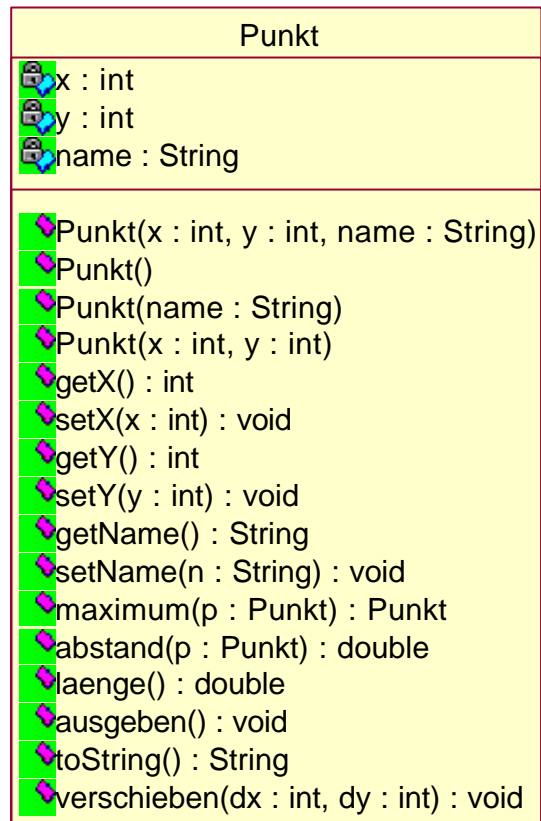 Punkt
x : int
y : int
name : String
Punkt(x : int, y : int, name : String)
Punkt()
Punkt(name : String)
Punkt(x : int, y : int)
getX() : int
setX(x : int) : void
getY() : int
setY(y : int) : void
getName() : String
setName(n : String) : void
maximum(p : Punkt) : Punkt
abstand(p : Punkt) : double
laenge() : double
ausgeben() : void
toString() : String
verschieben(dx : int, dy : int) : void